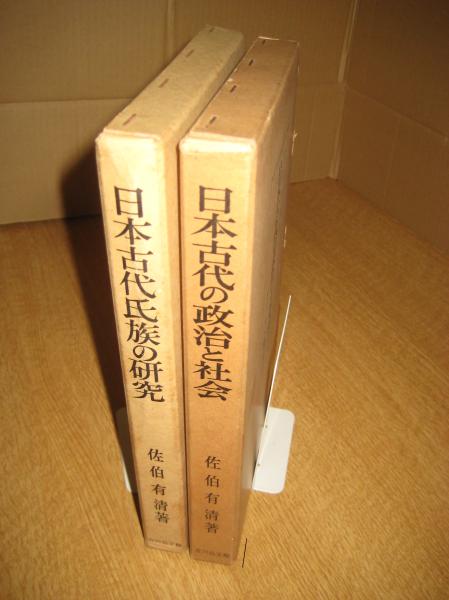 日本古代の政治と社会
佐伯有清著
日本古代氏族の研究
佐伯有清著